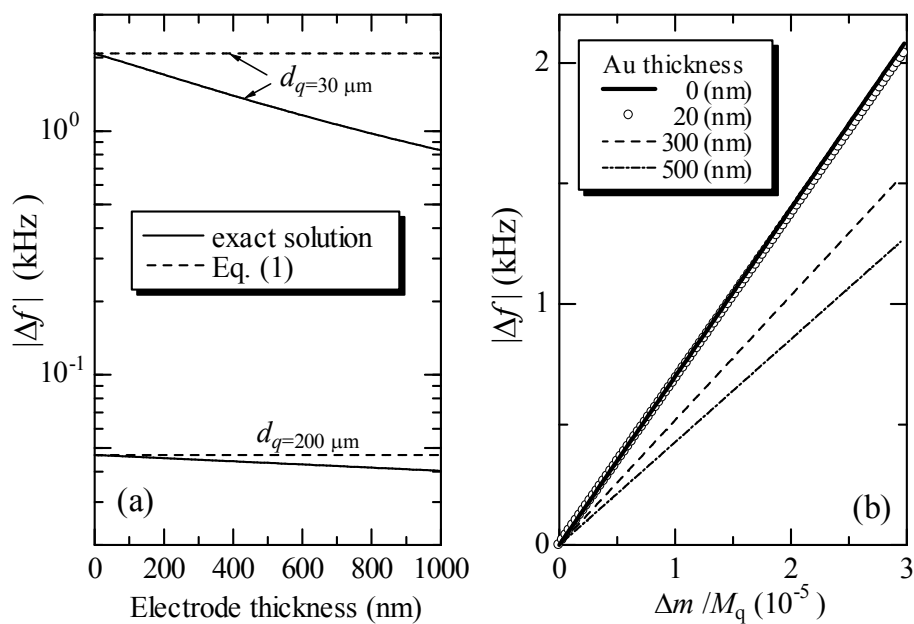 |Δf| (kHz)
10⁰
10⁻¹
d_q=30 μm
exact solution
Eq. (1)
d_q=200 μm
(a)
0 200 400 600 800 1000
Electrode thickness (nm)
|Δf| (kHz)
2
1
0
Au thickness
0 (nm)
20 (nm)
300 (nm)
500 (nm)
(b)
0 1 2 3
Δm /M_q (10⁻⁵)